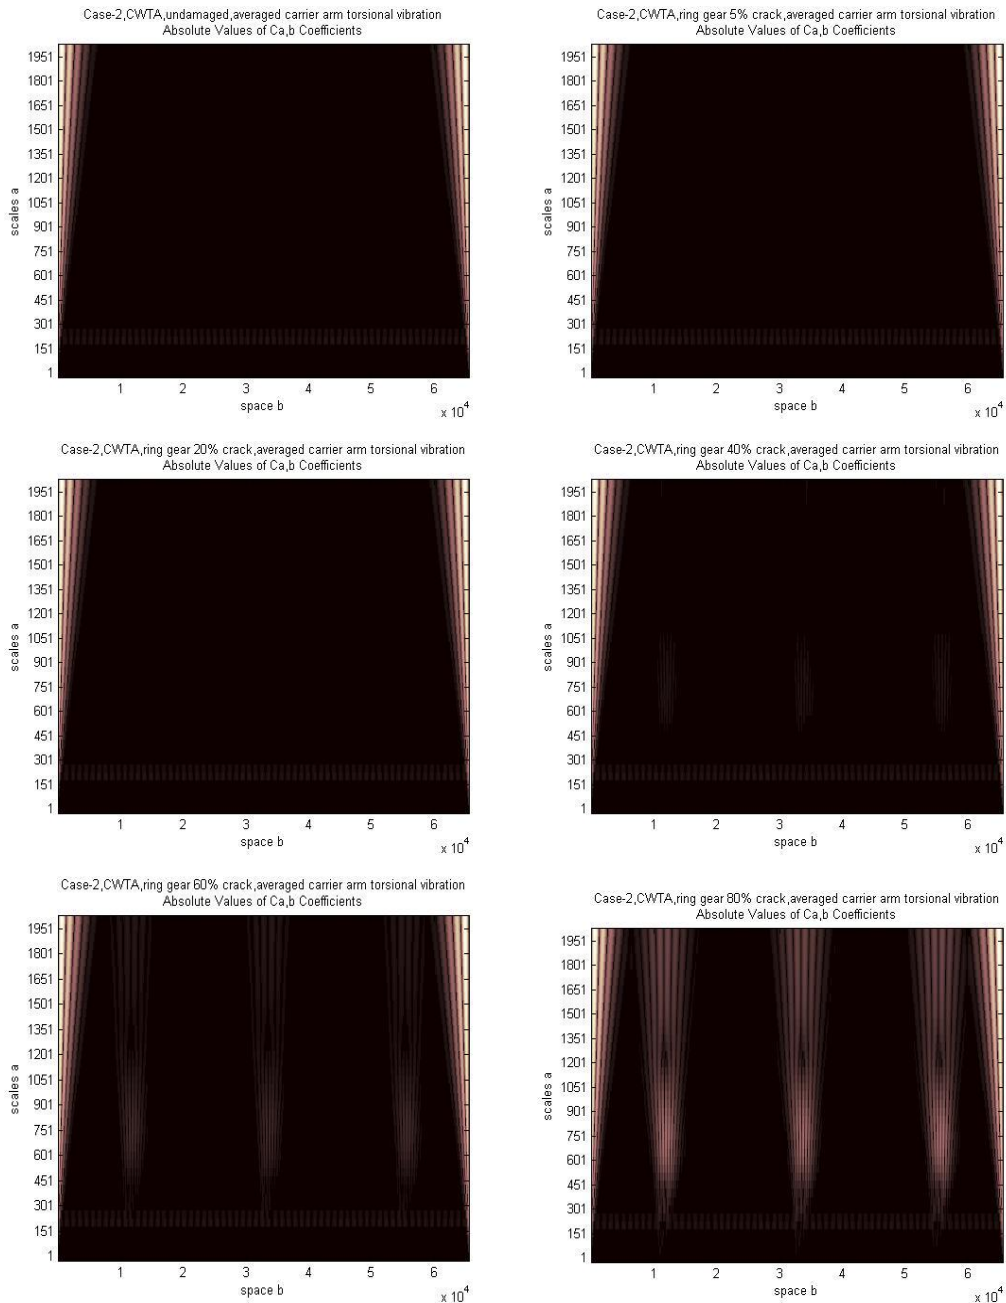 Case-2,CWTA,undamaged,averaged carrier arm torsional vibration
Absolute Values of Ca,b Coefficients
1951
1801
1651
1501
1351
1201
1051
901
751
601
451
301
151
1
scales a
1 2 3 4 5 6
space b
x 10^4
Case-2,CWTA,ring gear 5% crack,averaged carrier arm torsional vibration
Absolute Values of Ca,b Coefficients
1951
1801
1651
1501
1351
1201
1051
901
751
601
451
301
151
1
scales a
1 2 3 4 5 6
space b
x 10^4
Case-2,CWTA,ring gear 20% crack,averaged carrier arm torsional vibration
Absolute Values of Ca,b Coefficients
1951
1801
1651
1501
1351
1201
1051
901
751
601
451
301
151
1
scales a
1 2 3 4 5 6
space b
x 10^4
Case-2,CWTA,ring gear 40% crack,averaged carrier arm torsional vibration
Absolute Values of Ca,b Coefficients
1951
1801
1651
1501
1351
1201
1051
901
751
601
451
301
151
1
scales a
1 2 3 4 5 6
space b
x 10^4
Case-2,CWTA,ring gear 60% crack,averaged carrier arm torsional vibration
Absolute Values of Ca,b Coefficients
1951
1801
1651
1501
1351
1201
1051
901
751
601
451
301
151
1
scales a
1 2 3 4 5 6
space b
x 10^4
Case-2,CWTA,ring gear 80% crack,averaged carrier arm torsional vibration
Absolute Values of Ca,b Coefficients
1951
1801
1651
1501
1351
1201
1051
901
751
601
451
301
151
1
scales a
1 2 3 4 5 6
space b
x 10^4